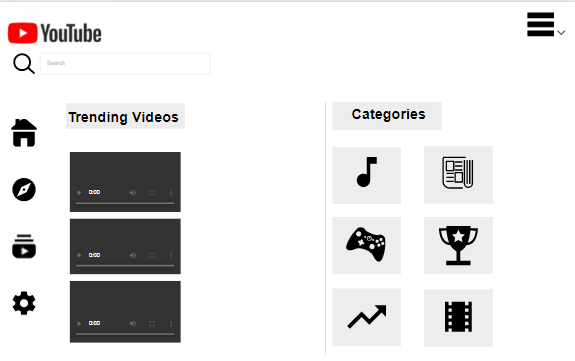 YouTube
Search
Trending Videos
Categories
0:00
0:00
0:00